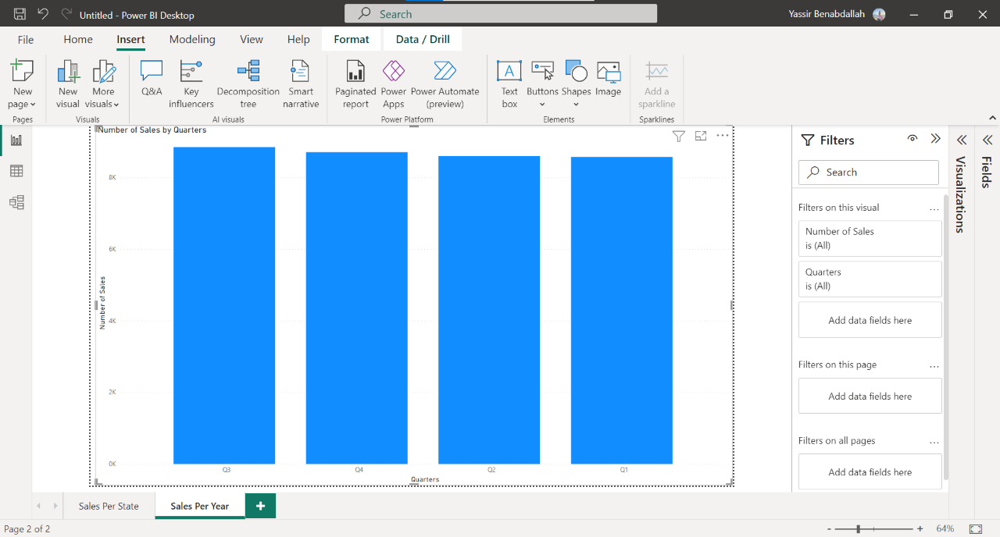 Untitled - Power BI Desktop
Search
Yassir Benabdallah
File Home Insert Modeling View Help Format Data / Drill
New page
New visual
More visuals
Q&A
Key influencers
Decomposition tree
Smart narrative
Paginated report
Power Apps
Power Automate (preview)
Text box
Buttons
Shapes
Image
Add a sparkline
Pages
Visuals
AI visuals
Power Platform
Elements
Sparklines
Number of Sales by Quarters
8K
6K
4K
2K
0K
Number of Sales
Q3 Q4 Q2 Q1
Quarters
Filters
Search
Filters on this visual
...
Number of Sales
is (All)
Quarters
is (All)
Add data fields here
Filters on this page
...
Add data fields here
Filters on all pages
...
Add data fields here
Visualizations
Fields
Sales Per State
Sales Per Year
+
Page 2 of 2
- + 64%